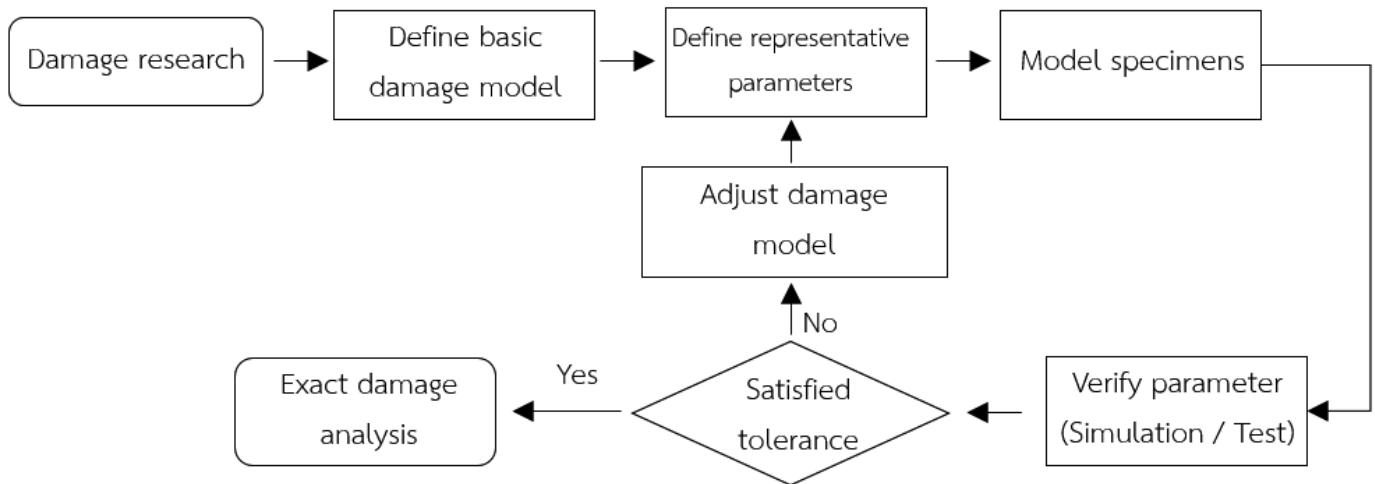 Damage research
Define basic
damage model
Define representative
parameters
Model specimens
Adjust damage
model
No
Yes
Exact damage
analysis
Satisfied
tolerance
Verify parameter
(Simulation / Test)